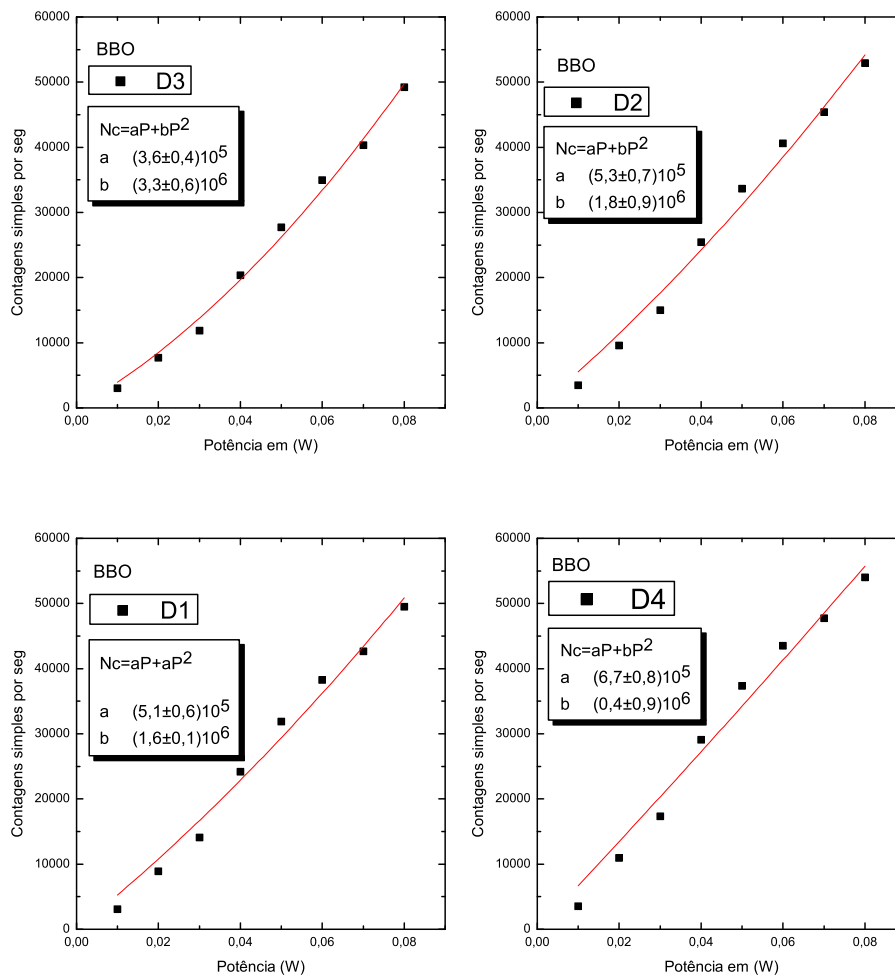 60000
50000
40000
30000
20000
10000
0
BBO
D3
Nc=aP+bP²
a (3,6±0,4)10⁵
b (3,3±0,6)10⁶
Contagens simples por seg
0,00 0,02 0,04 0,06 0,08
Potência em (W)
60000
50000
40000
30000
20000
10000
0
BBO
D2
Nc=aP+bP²
a (5,3±0,7)10⁵
b (1,8±0,9)10⁶
Contagens simples por seg
0,00 0,02 0,04 0,06 0,08
Potência em (W)
60000
50000
40000
30000
20000
10000
0
BBO
D1
Nc=aP+aP²
a (5,1±0,6)10⁵
b (1,6±0,1)10⁶
Contagens simples por seg
0,00 0,02 0,04 0,06 0,08
Potência (W)
60000
50000
40000
30000
20000
10000
0
BBO
D4
Nc=aP+bP²
a (6,7±0,8)10⁵
b (0,4±0,9)10⁶
Contagens simples por seg
0,00 0,02 0,04 0,06 0,08
Potência em (W)